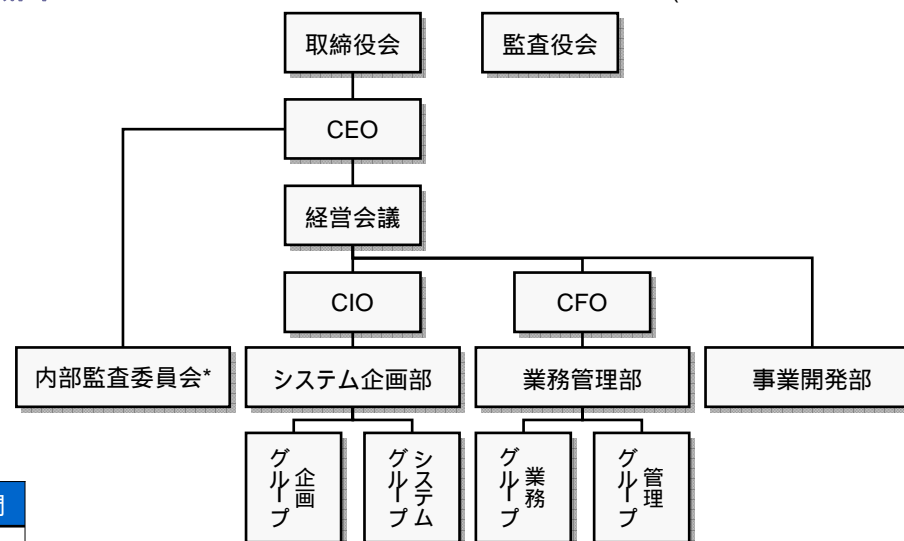 取締役会
監査役会
CEO
経営会議
CIO
CFO
内部監査委員会*
システム企画部
業務管理部
事業開発部
企画
グループ
システム
グループ
業務
グループ
管理
グループ